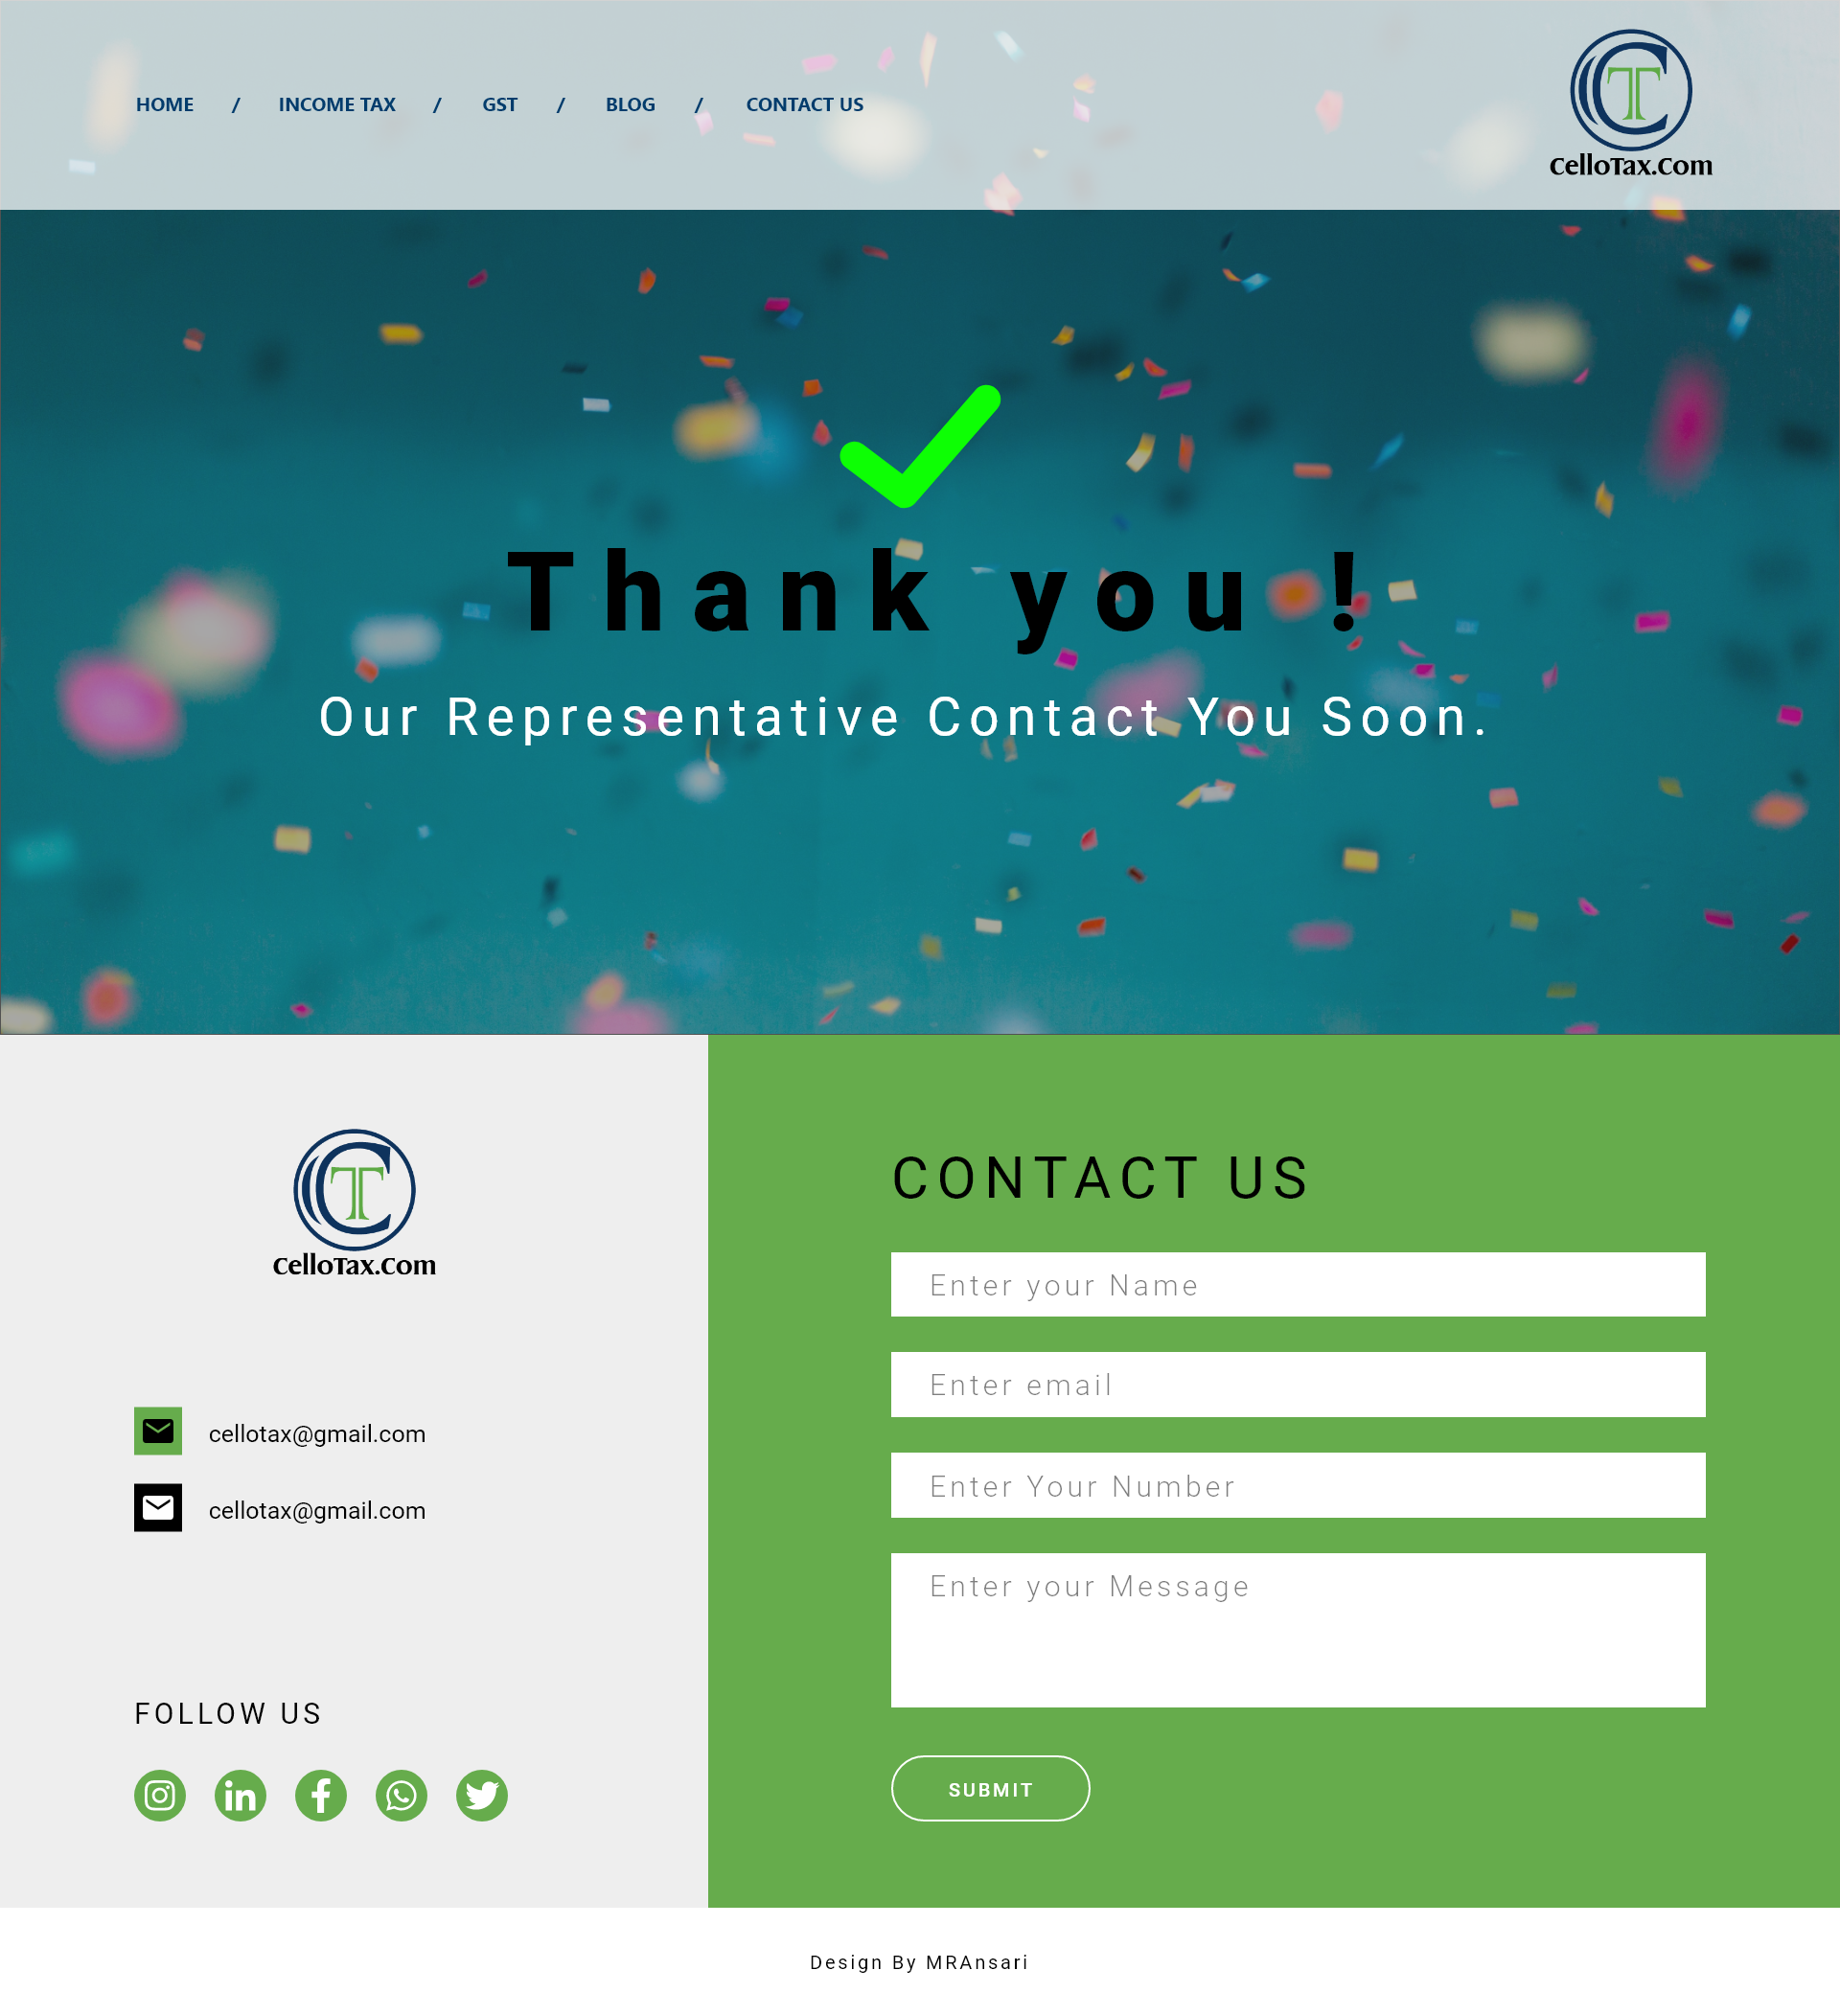 HOME / INCOME TAX / GST / BLOG / CONTACT US
CT
CelloTax.Com
Thank you !
Our Representative Contact You Soon.
CT
CelloTax.Com
cellotax@gmail.com
cellotax@gmail.com
FOLLOW US
in f
CONTACT US
Enter your Name
Enter email
Enter Your Number
Enter your Message
SUBMIT
Design By MRAnsari